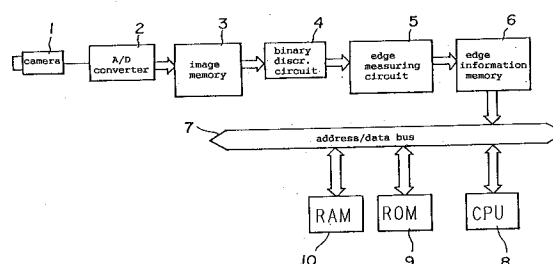 1
camera
2
A/D
converter
3
image
memory
4
binary
discr.
circuit
5
edge
measuring
circuit
6
edge
information
memory
7
address/data bus
RAM
10
ROM
9
CPU
8